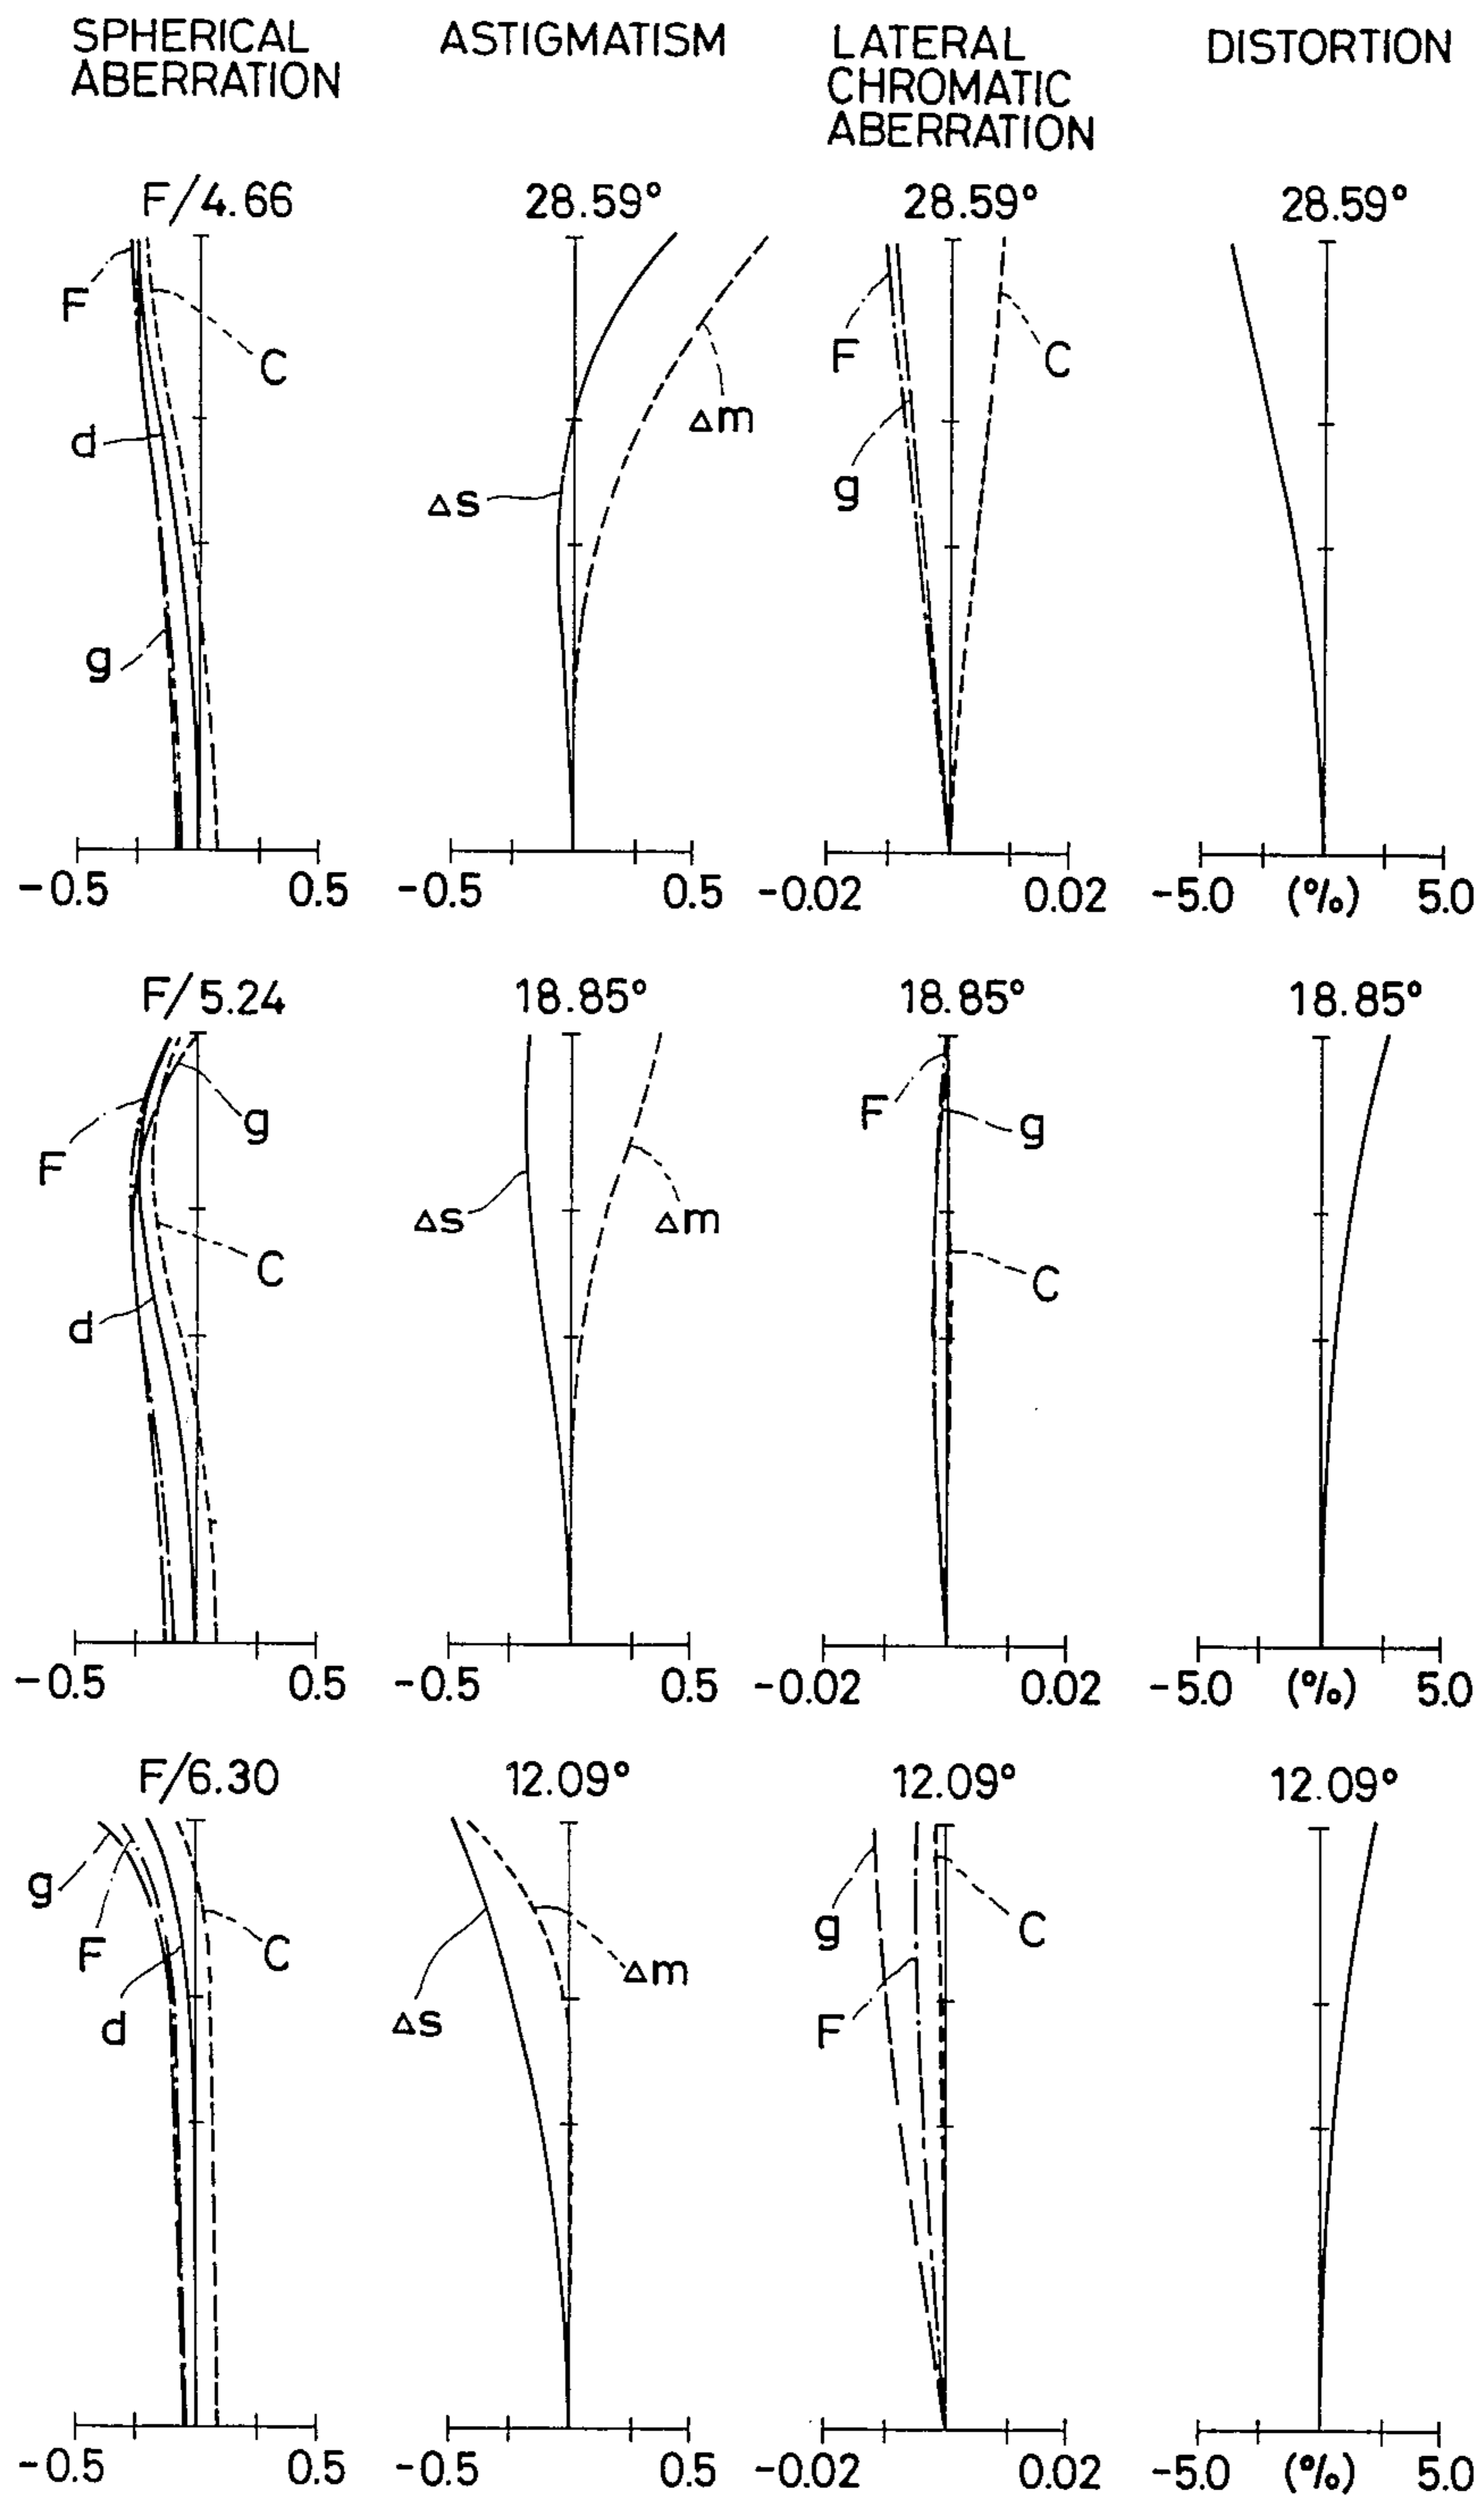 SPHERICAL
ABERRATION
ASTIGMATISM
LATERAL
CHROMATIC
ABERRATION
DISTORTION
F/4.66
28.59°
28.59°
28.59°
F
C
d
g
Δs
Δm
F
C
g
-0.5 0.5
-0.5 0.5
-0.02 0.02
-5.0 (%) 5.0
F/5.24
18.85°
18.85°
18.85°
F
g
C
d
Δs
Δm
F
g
C
-0.5 0.5
-0.5 0.5
-0.02 0.02
-5.0 (%) 5.0
F/6.30
12.09°
12.09°
12.09°
g
F
C
d
Δs
Δm
g
C
F
-0.5 0.5
-0.5 0.5
-0.02 0.02
-5.0 (%) 5.0